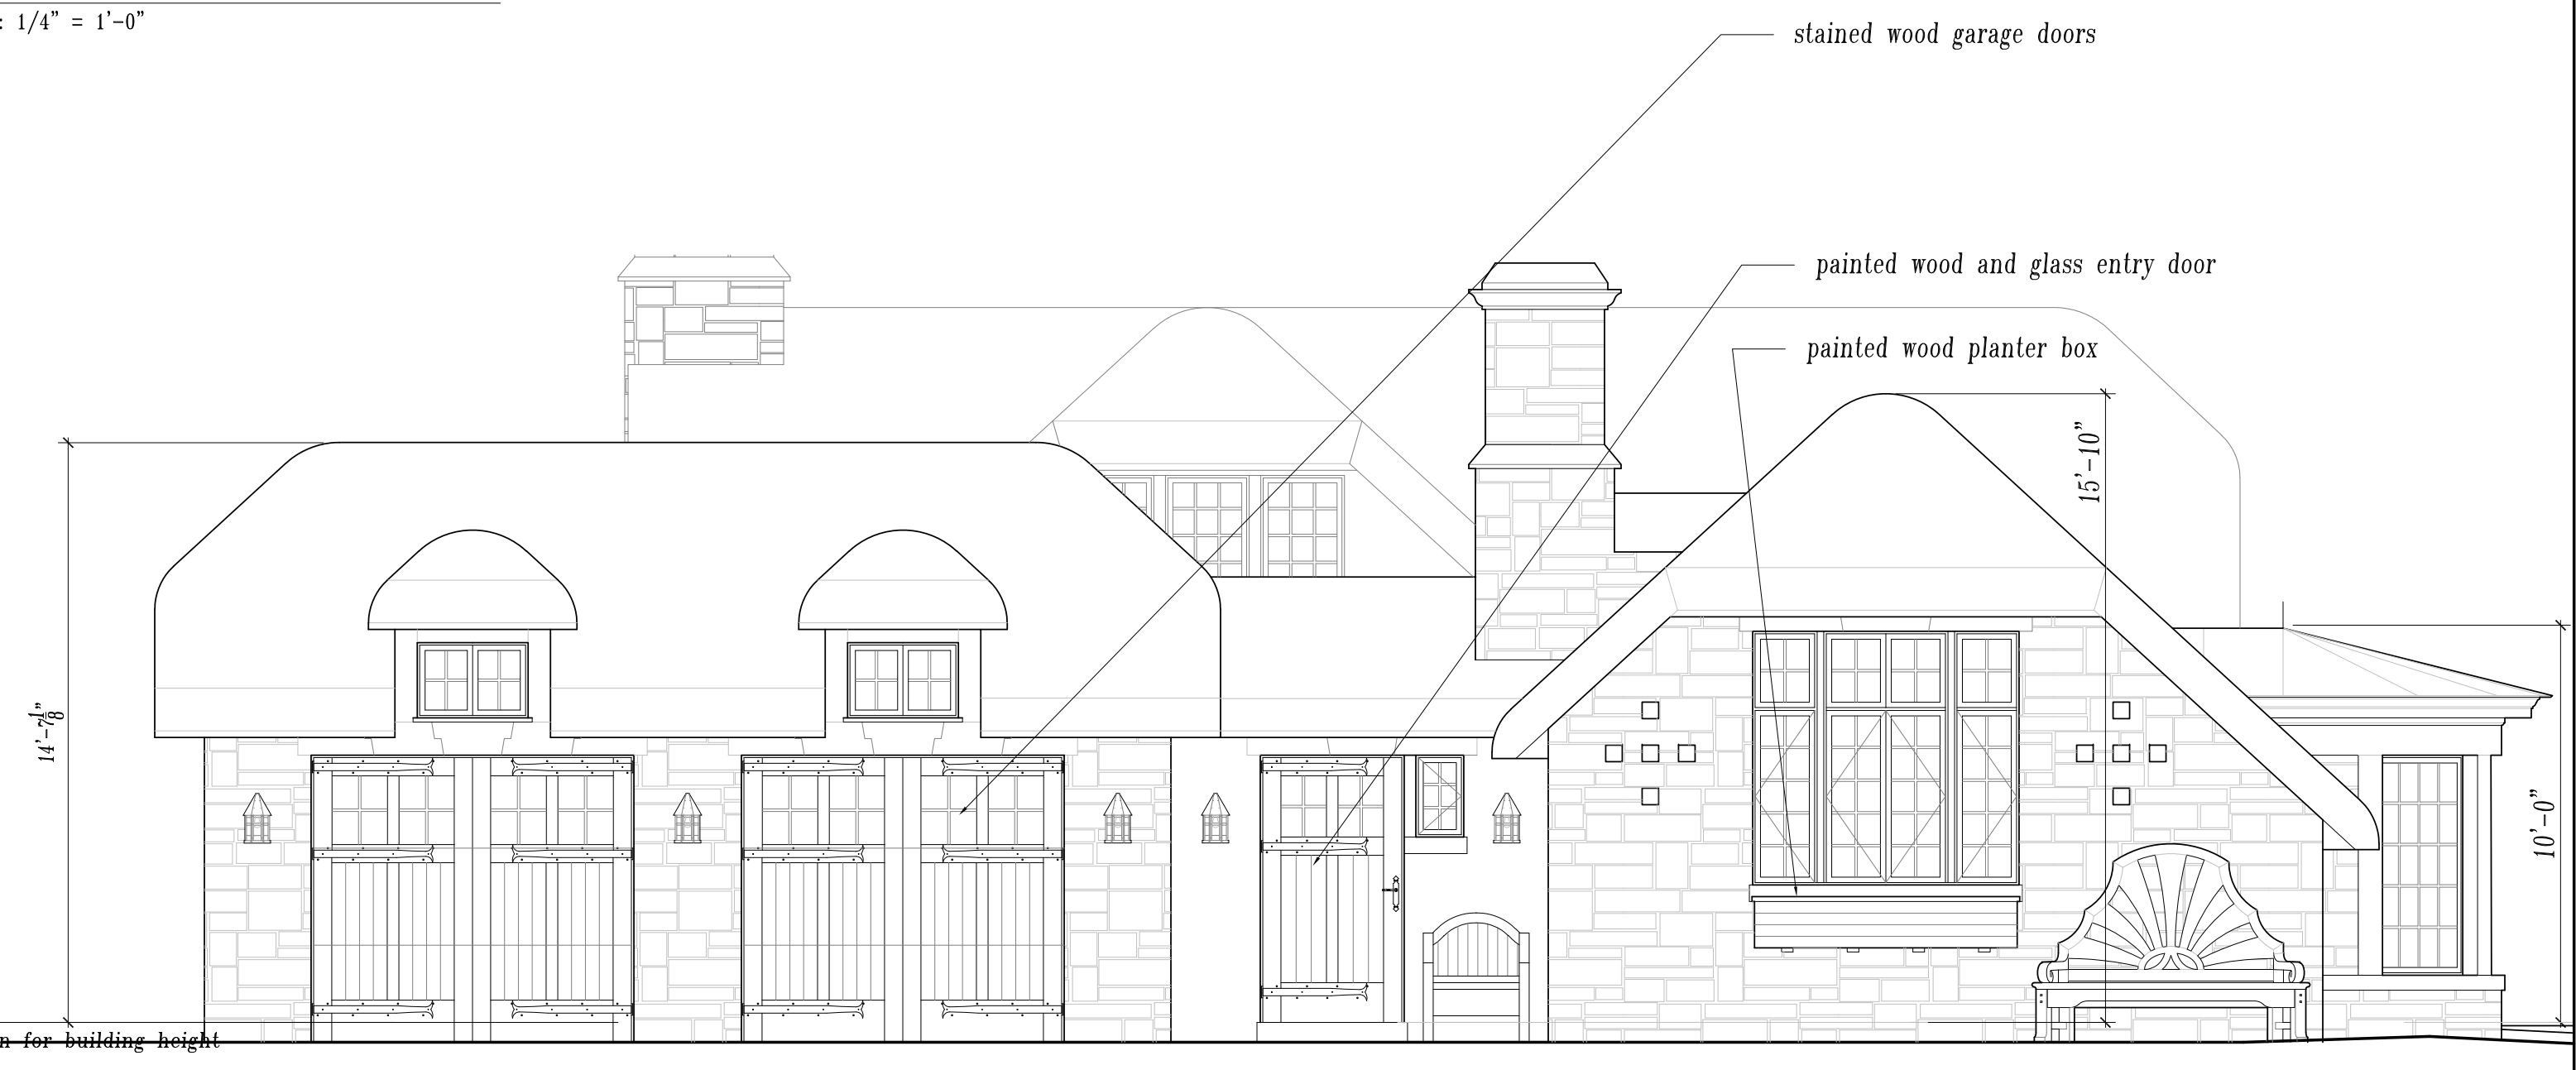 : 1/4” = 1’-0”
stained wood garage doors
painted wood and glass entry door
painted wood planter box
15’-10”
14’-7 1/8”
10’-0”
n for building height